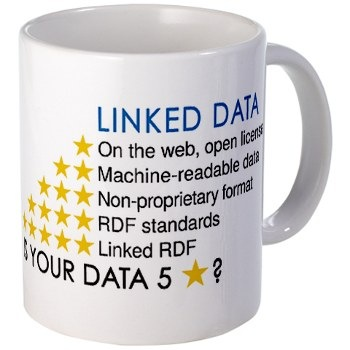 LINKED DATA
★ On the web, open license
★★ Machine-readable data
★★★ Non-proprietary format
★★★★ RDF standards
★★★★★ Linked RDF
IS YOUR DATA 5 ★?